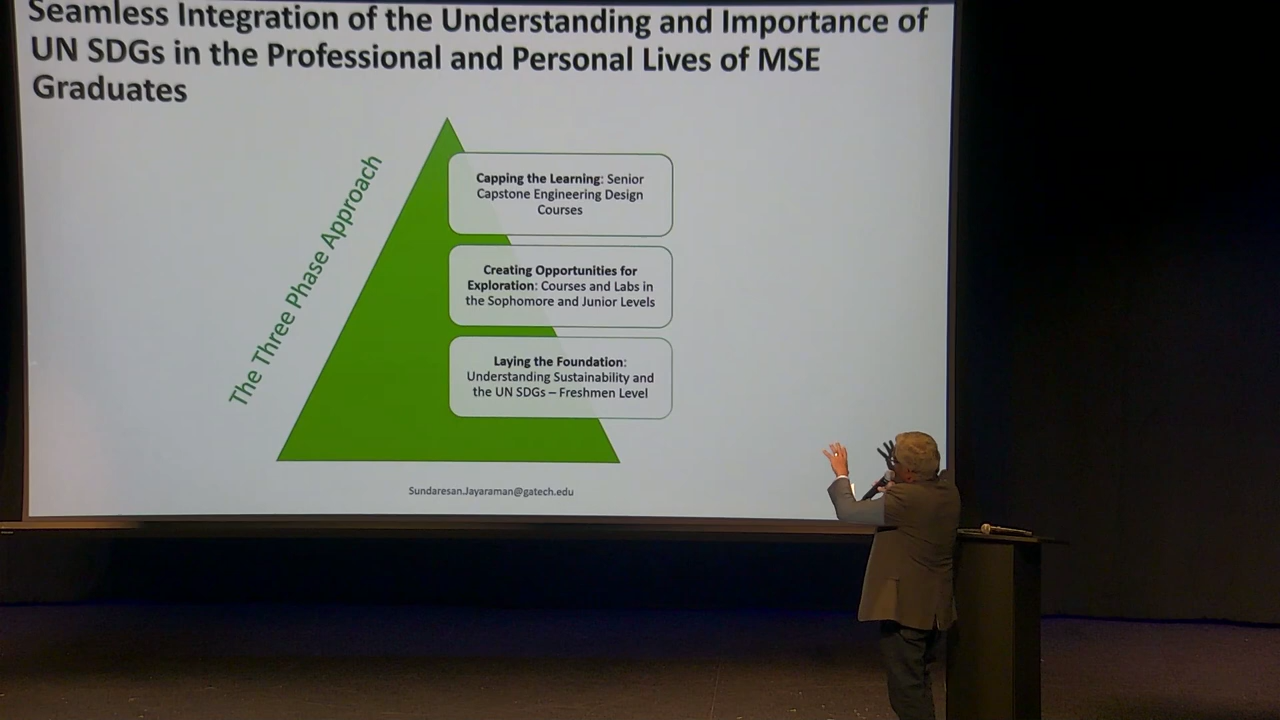 Seamless Integration of the Understanding and Importance of
UN SDGs in the Professional and Personal Lives of MSE
Graduates
The Three Phase Approach
Capping the Learning: Senior
Capstone Engineering Design
Courses
Creating Opportunities for
Exploration: Courses and Labs in
the Sophomore and Junior Levels
Laying the Foundation:
Understanding Sustainability and
the UN SDGs – Freshmen Level
Sundaresan.Jayaraman@gatech.edu